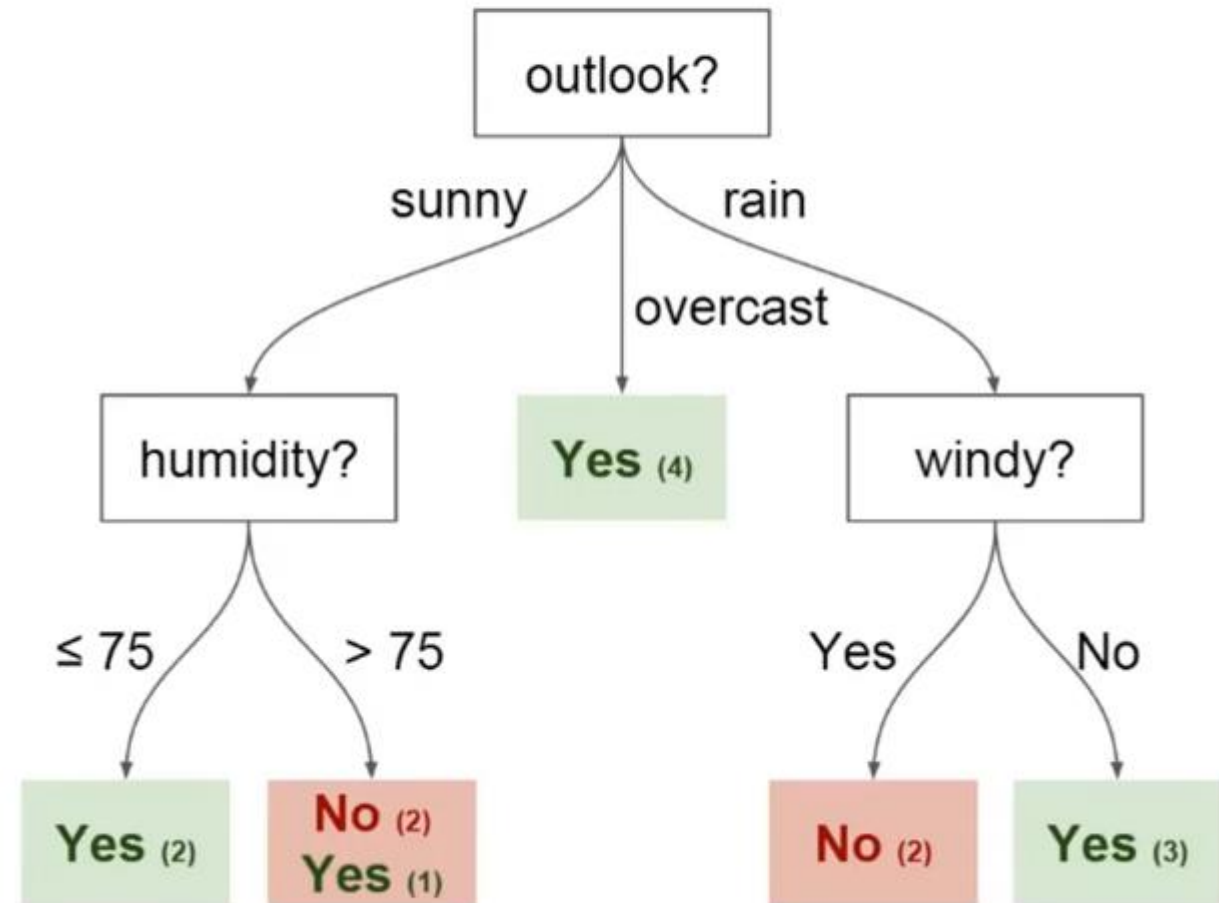 outlook?
sunny
rain
overcast
humidity?
Yes (4)
windy?
≤ 75
> 75
Yes
No
Yes (2)
No (2)
Yes (1)
No (2)
Yes (3)